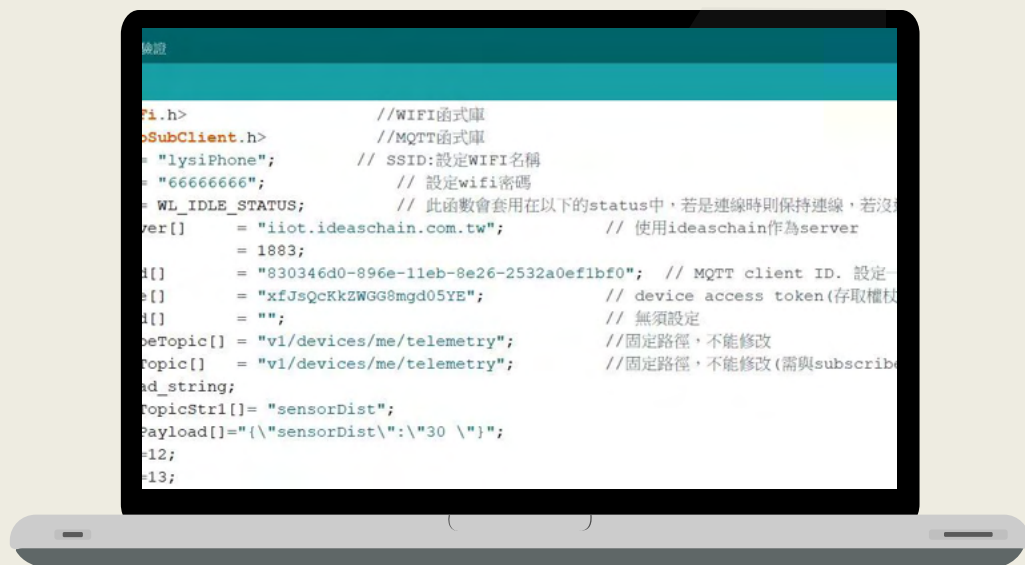 驗證
Fi.h> //WIFI函式庫
bSubClient.h> //MQTT函式庫
= "lysiPhone"; // SSID:設定WIFI名稱
= "66666666"; // 設定wifi密碼
= WL_IDLE_STATUS; // 此函數會套用在以下的status中，若是連線時則保持連線，若沒
ver[] = "iiot.ideaschain.com.tw"; // 使用ideaschain作為server
= 1883;
d[] = "830346d0-896e-11eb-8e26-2532a0ef1bf0"; // MQTT client ID. 設定一
e[] = "xfJsQcKkZWGG8mgd05YE"; // device access token(存取權杖
d[] = ""; // 無須設定
beTopic[] = "v1/devices/me/telemetry"; //固定路徑，不能修改
Topic[] = "v1/devices/me/telemetry"; //固定路徑，不能修改(需與subscribe
ad_string;
TopicStr1[]= "sensorDist";
Payload[]="{\"sensorDist\":\"30 \"}";
=12;
=13;